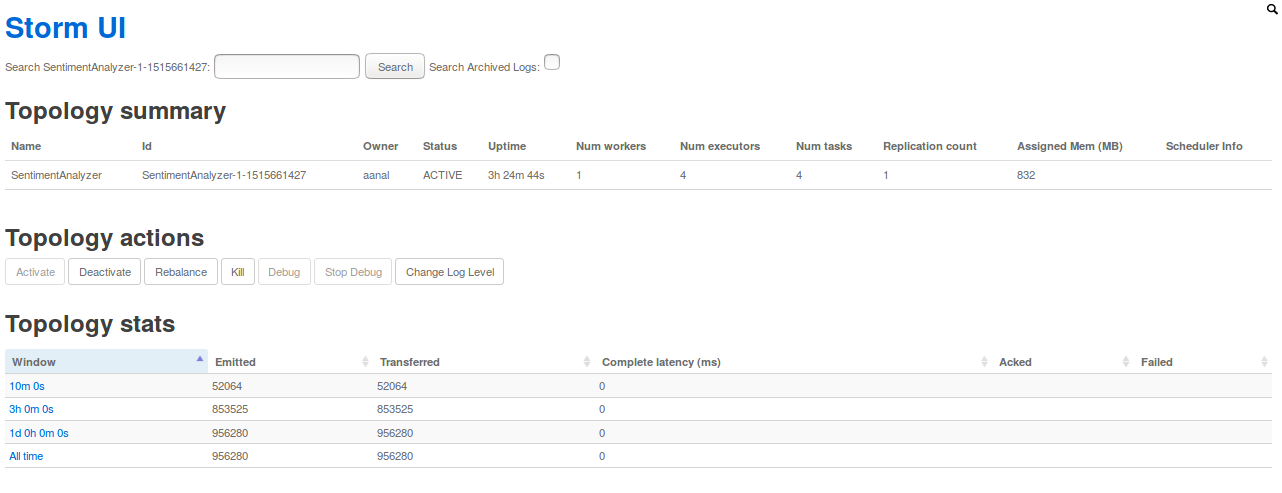 Storm UI
Search SentimentAnalyzer-1-1515661427: Search Search Archived Logs:
Topology summary
Name Id Owner Status Uptime Num workers Num executors Num tasks Replication count Assigned Mem (MB) Scheduler Info
SentimentAnalyzer SentimentAnalyzer-1-1515661427 aanal ACTIVE 3h 24m 44s 1 4 4 1 832
Topology actions
Activate Deactivate Rebalance Kill Debug Stop Debug Change Log Level
Topology stats
Window Emitted Transferred Complete latency (ms) Acked Failed
10m 0s 52064 52064 0
3h 0m 0s 853525 853525 0
1d 0h 0m 0s 956280 956280 0
All time 956280 956280 0